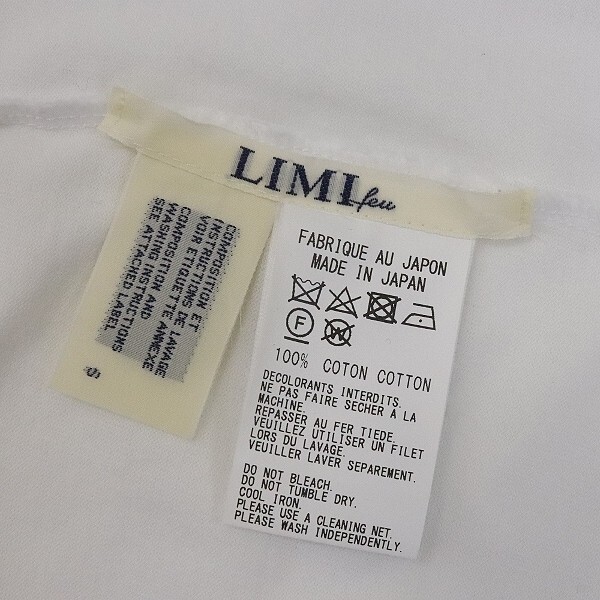 LIMI feu
COMPOSITION ET
INSTRUCTIONS DE LAVAGE
VOIR ETIQUETTE ANNEXE
COMPOSITION AND
WASHING INSTRUCTIONS
SEE ATTACHED LABEL
S
FABRIQUE AU JAPON
MADE IN JAPAN
F
W
100% COTON COTTON
DECOLORANTS INTERDITS.
NE PAS FAIRE SECHER À LA
MACHINE.
REPASSER AU FER TIEDE.
VEUILLEZ UTILISER UN FILET
LORS DU LAVAGE.
VEUILLER LAVER SEPAREMENT.
DO NOT BLEACH.
DO NOT TUMBLE DRY.
COOL IRON.
PLEASE USE A CLEANING NET.
PLEASE WASH INDEPENDENTLY.